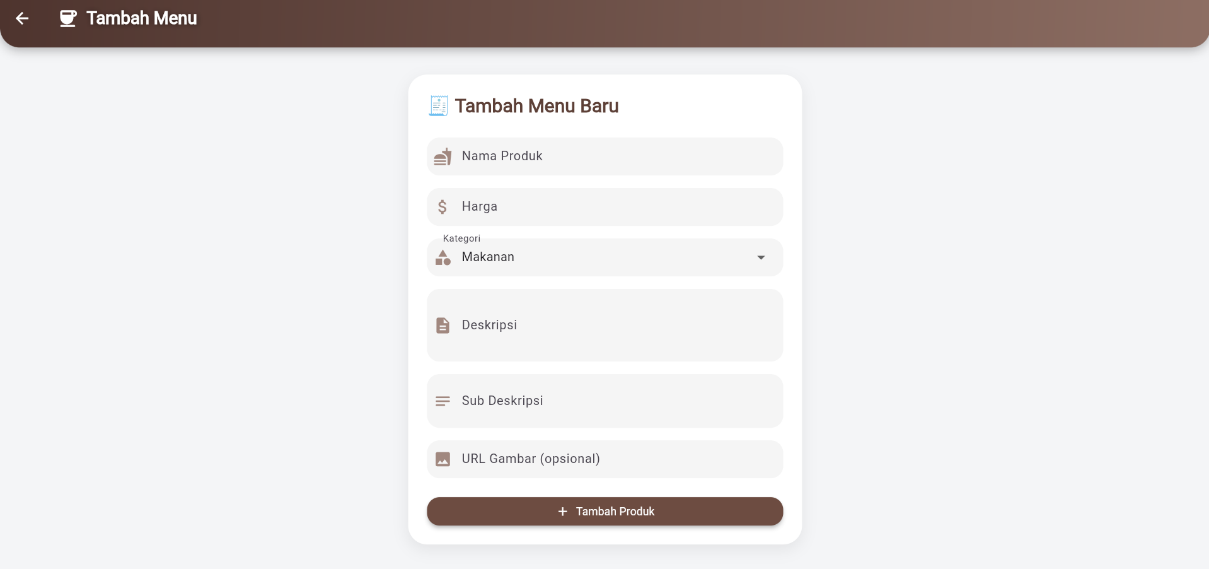 Tambah Menu
Tambah Menu Baru
Nama Produk
Harga
Kategori
Makanan
Deskripsi
Sub Deskripsi
URL Gambar (opsional)
Tambah Produk